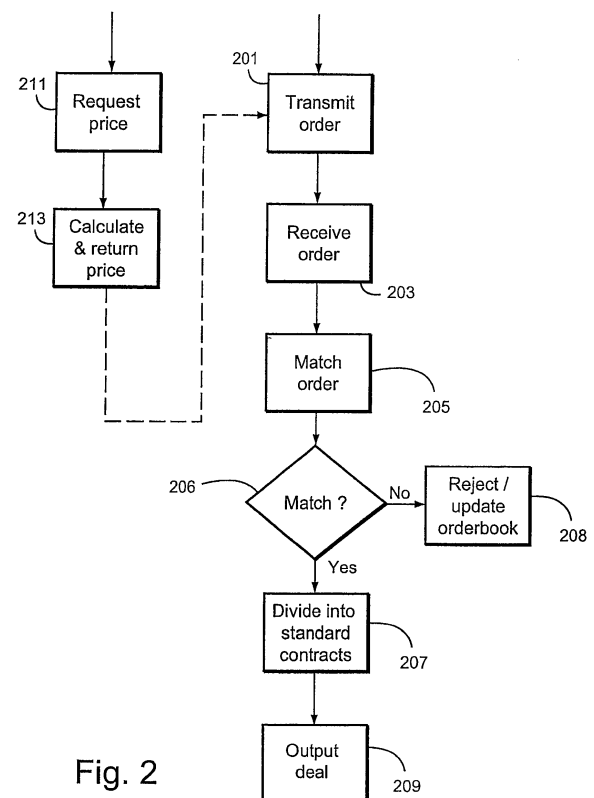 211
Request
price
213
Calculate
& return
price
201
Transmit
order
Receive
order
203
Match
order
205
206
Match ?
No
Reject /
update
orderbook
208
Yes
Divide into
standard
contracts
207
Output
deal
209
Fig. 2